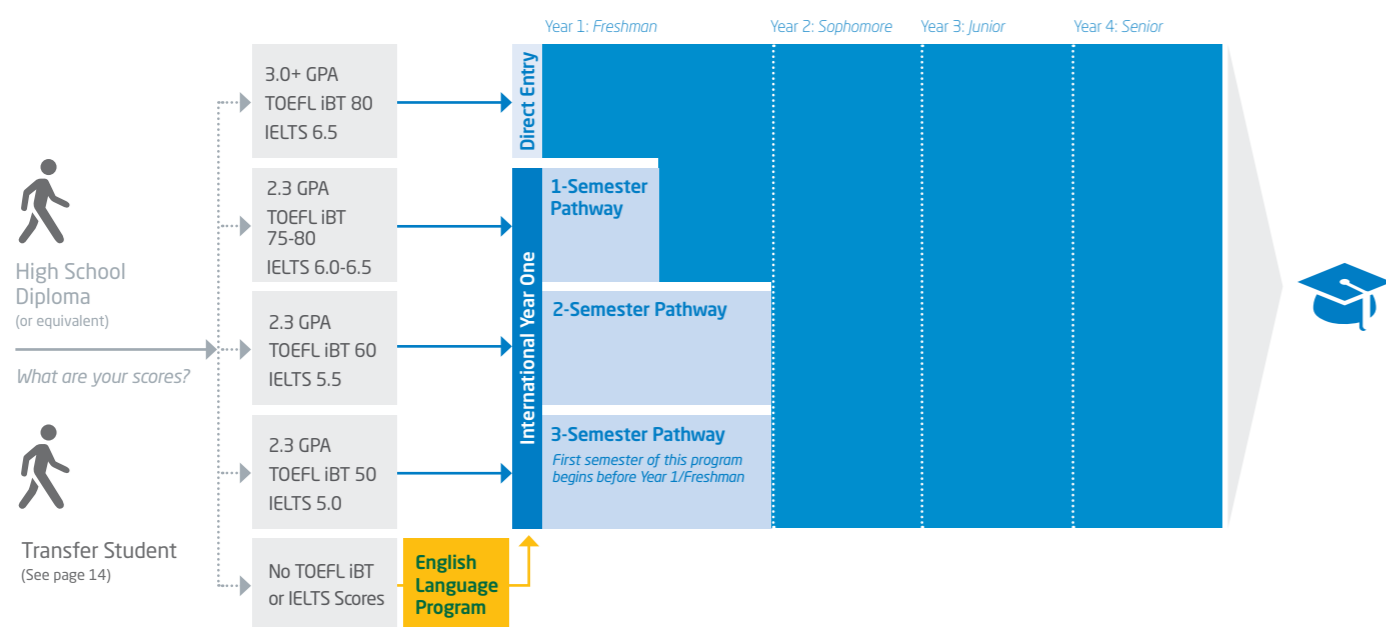 Year 1: Freshman
Year 2: Sophomore
Year 3: Junior
Year 4: Senior
High School
Diploma
(or equivalent)
What are your scores?
Transfer Student
(See page 14)
3.0+ GPA
TOEFL iBT 80
IELTS 6.5
Direct Entry
2.3 GPA
TOEFL iBT
75-80
IELTS 6.0-6.5
International Year One
1-Semester
Pathway
2.3 GPA
TOEFL iBT 60
IELTS 5.5
2-Semester Pathway
2.3 GPA
TOEFL iBT 50
IELTS 5.0
3-Semester Pathway
First semester of this program
begins before Year 1/Freshman
No TOEFL iBT
or IELTS Scores
English
Language
Program